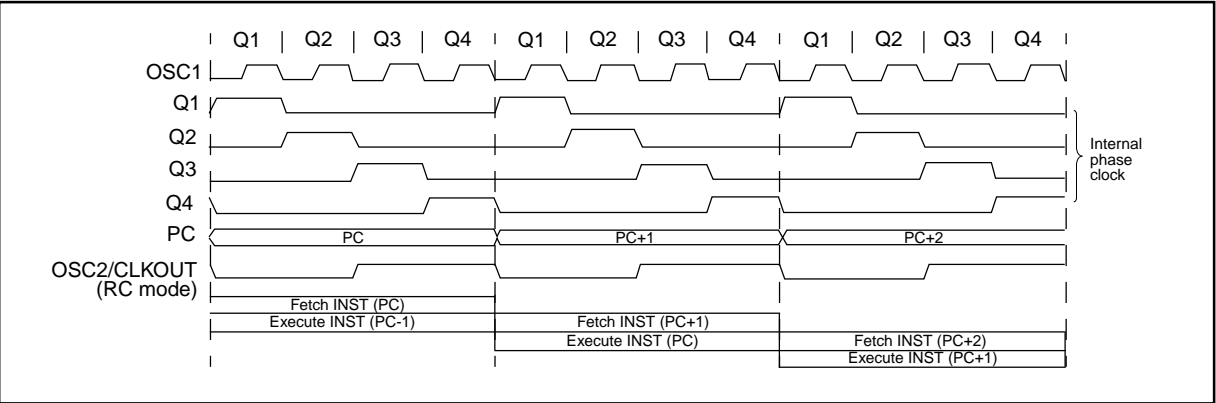 Q1 | Q2 | Q3 | Q4 Q1 | Q2 | Q3 | Q4 Q1 | Q2 | Q3 | Q4
OSC1
Q1
Q2
Q3
Q4
Internal
phase
clock
PC
PC PC+1 PC+2
OSC2/CLKOUT
(RC mode)
Fetch INST (PC)
Execute INST (PC-1) Fetch INST (PC+1)
Execute INST (PC) Fetch INST (PC+2)
Execute INST (PC+1)